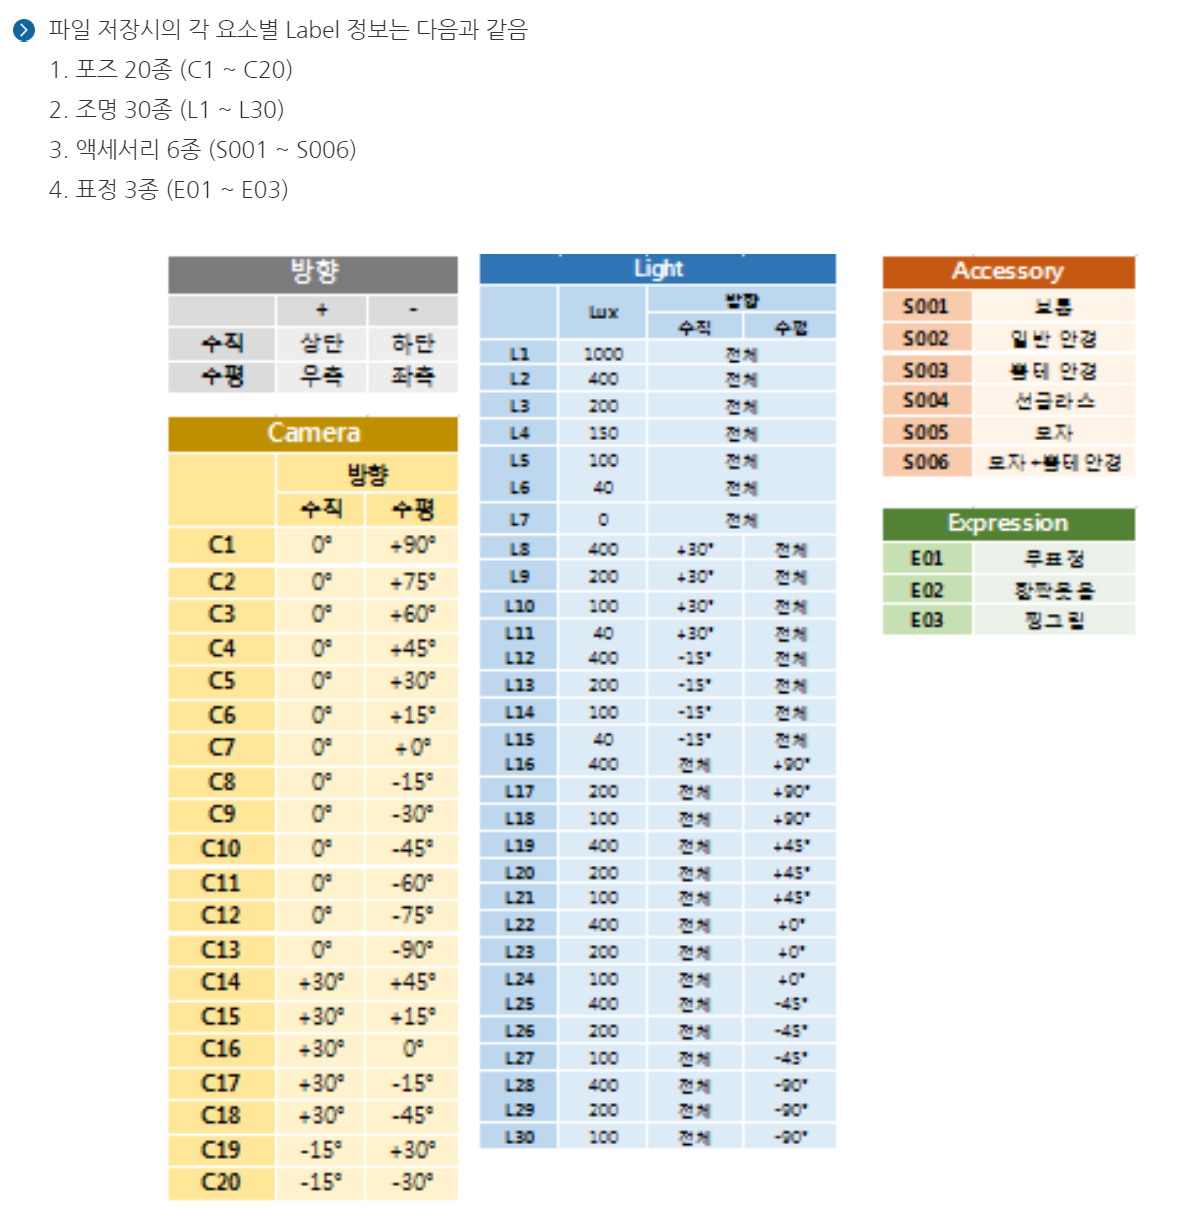 파일 저장시의 각 요소별 Label 정보는 다음과 같음
1. 포즈 20종 (C1 ~ C20)
2. 조명 30종 (L1 ~ L30)
3. 액세서리 6종 (S001 ~ S006)
4. 표정 3종 (E01 ~ E03)
방향
+ -
수직 상단 하단
수평 우측 좌측
Camera
방향
수직 수평
C1 0° +90°
C2 0° +75°
C3 0° +60°
C4 0° +45°
C5 0° +30°
C6 0° +15°
C7 0° +0°
C8 0° -15°
C9 0° -30°
C10 0° -45°
C11 0° -60°
C12 0° -75°
C13 0° -90°
C14 +30° +45°
C15 +30° +15°
C16 +30° 0°
C17 +30° -15°
C18 +30° -45°
C19 -15° +30°
C20 -15° -30°
Light
Lux 방향
수직 수평
L1 1000 전체
L2 400 전체
L3 200 전체
L4 150 전체
L5 100 전체
L6 40 전체
L7 0 전체
L8 400 +30° 전체
L9 200 +30° 전체
L10 100 +30° 전체
L11 40 +30° 전체
L12 400 -15° 전체
L13 200 -15° 전체
L14 100 -15° 전체
L15 40 -15° 전체
L16 400 전체 +90°
L17 200 전체 +90°
L18 100 전체 +90°
L19 400 전체 +45°
L20 200 전체 +45°
L21 100 전체 +45°
L22 400 전체 +0°
L23 200 전체 +0°
L24 100 전체 +0°
L25 400 전체 -45°
L26 200 전체 -45°
L27 100 전체 -45°
L28 400 전체 -90°
L29 200 전체 -90°
L30 100 전체 -90°
Accessory
S001 보통
S002 일반 안경
S003 뿔테 안경
S004 선글라스
S005 모자
S006 모자+뿔테 안경
Expression
E01 무표정
E02 활짝웃음
E03 찡그림